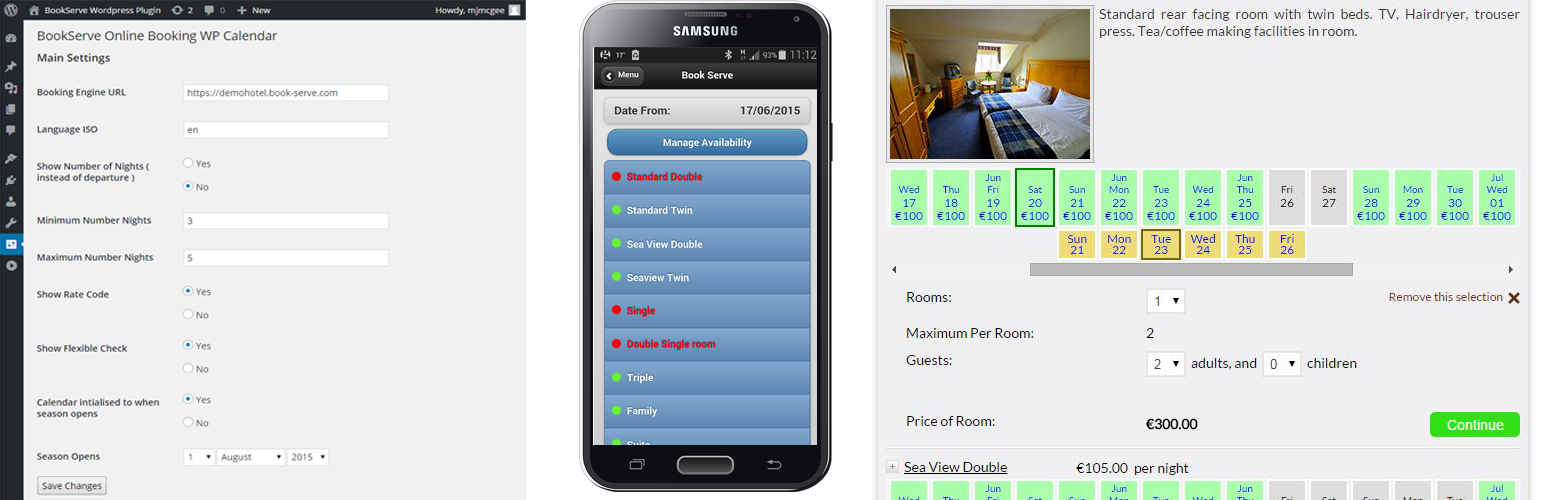 BookServe Wordpress Plugin
2
0
New
Howdy, mjmcgee
BookServe Online Booking WP Calendar
Main Settings
Booking Engine URL
https://demohotel.book-serve.com
Language ISO
en
Show Number of Nights (
instead of departure )
Yes
No
Minimum Number Nights
3
Maximum Number Nights
5
Show Rate Code
Yes
No
Show Flexible Check
Yes
No
Calendar intialised to when
season opens
Yes
No
Season Opens
1 August 2015
Save Changes
SAMSUNG
17° H 93% 11:12
Menu
Book Serve
Date From: 17/06/2015
Manage Availability
Standard Double
Standard Twin
Sea View Double
Seaview Twin
Single
Double Single room
Triple
Family
Suite
Standard rear facing room with twin beds. TV, Hairdryer, trouser
press. Tea/coffee making facilities in room.
Jun Jun Jun Jul
Wed Thu Fri Sat Sun Mon Tue Wed Thu Fri Sat Sun Mon Tue Wed
17 18 19 20 21 22 23 24 25 26 27 28 29 30 01
€100 €100 €100 €100 €100 €100 €100 €100 €100 €100 €100 €100 €100
Sun Mon Tue Wed Thu Fri
21 22 23 24 25 26
Rooms: 1
Remove this selection
Maximum Per Room: 2
Guests: 2 adults, and 0 children
Price of Room: €300.00
Continue
+ Sea View Double €105.00 per night
Jun Jun Jun Jul
Wed Thu Fri Sat Sun Mon Tue Wed Thu Fri Sat Sun Mon Tue Wed